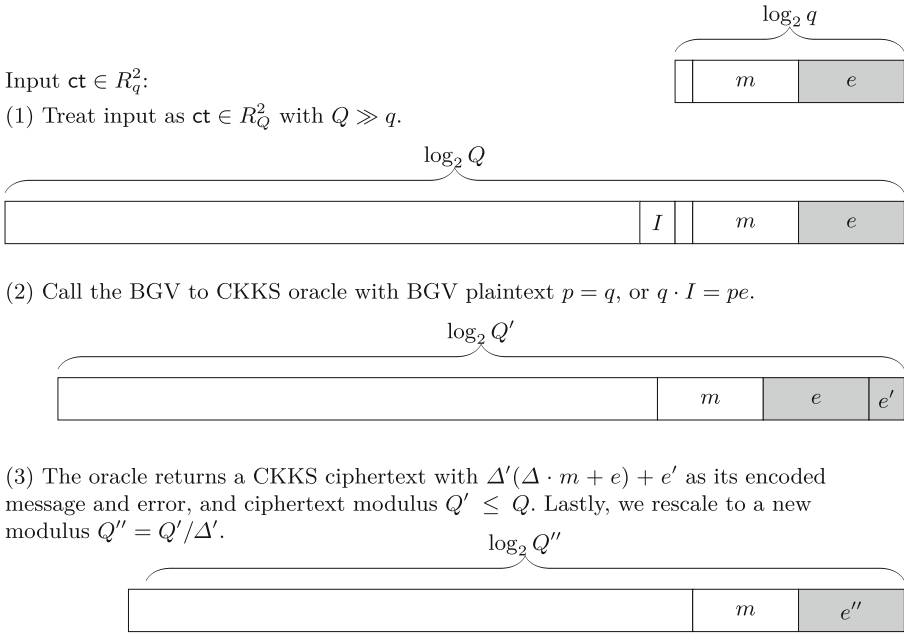 log₂ q
Input ct ∈ R_q^2:
m e
(1) Treat input as ct ∈ R_Q^2 with Q ≫ q.
log₂ Q
I m e
(2) Call the BGV to CKKS oracle with BGV plaintext p = q, or q · I = pe.
log₂ Q′
m e e′
(3) The oracle returns a CKKS ciphertext with Δ′(Δ · m + e) + e′ as its encoded
message and error, and ciphertext modulus Q′ ≤ Q. Lastly, we rescale to a new
modulus Q″ = Q′/Δ′.
log₂ Q″
m e″